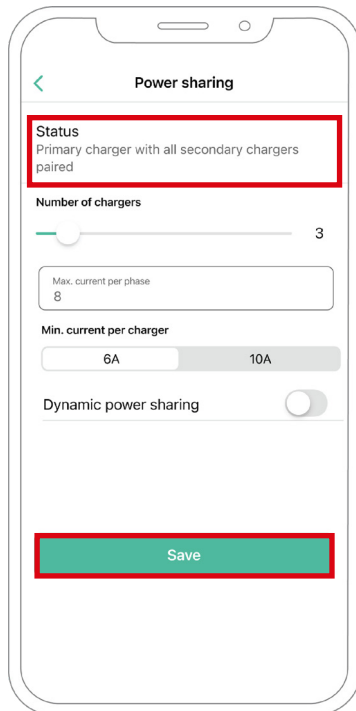 Power sharing
Status
Primary charger with all secondary chargers
paired
Number of chargers
3
Max. current per phase
8
Min. current per charger
6A 10A
Dynamic power sharing
Save